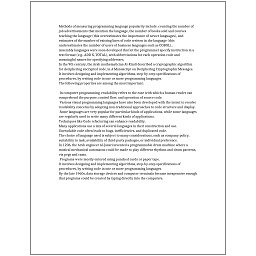 Methods of measuring programming language popularity include: counting the number of
job advertisements that mention the language, the number of books sold and courses
teaching the language (this overestimates the importance of newer languages), and
estimates of the number of existing lines of code written in the language (this
underestimates the number of users of business languages such as COBOL).
Assembly languages were soon developed that let the programmer specify instruction in a
text format (e.g., ADD X, TOTAL), with abbreviations for each operation code and
meaningful names for specifying addresses.
In the 9th century, the Arab mathematician Al-Kindi described a cryptographic algorithm
for deciphering encrypted code, in A Manuscript on Deciphering Cryptographic Messages.
It involves designing and implementing algorithms, step-by-step specifications of
procedures, by writing code in one or more programming languages.
The following properties are among the most important:
In computer programming, readability refers to the ease with which a human reader can
comprehend the purpose, control flow, and operation of source code.
Various visual programming languages have also been developed with the intent to resolve
readability concerns by adopting non-traditional approaches to code structure and display.
Some languages are very popular for particular kinds of applications, while some languages
are regularly used to write many different kinds of applications.
Techniques like Code refactoring can enhance readability.
Many applications use a mix of several languages in their construction and use.
Unreadable code often leads to bugs, inefficiencies, and duplicated code.
The choice of language used is subject to many considerations, such as company policy,
suitability to task, availability of third-party packages, or individual preference.
In 1206, the Arab engineer Al-Jazari invented a programmable drum machine where a
musical mechanical automaton could be made to play different rhythms and drum patterns,
via pegs and cams.
Programs were mostly entered using punched cards or paper tape.
It involves designing and implementing algorithms, step-by-step specifications of
procedures, by writing code in one or more programming languages.
By the late 1960s, data storage devices and computer terminals became inexpensive enough
that programs could be created by typing directly into the computers.